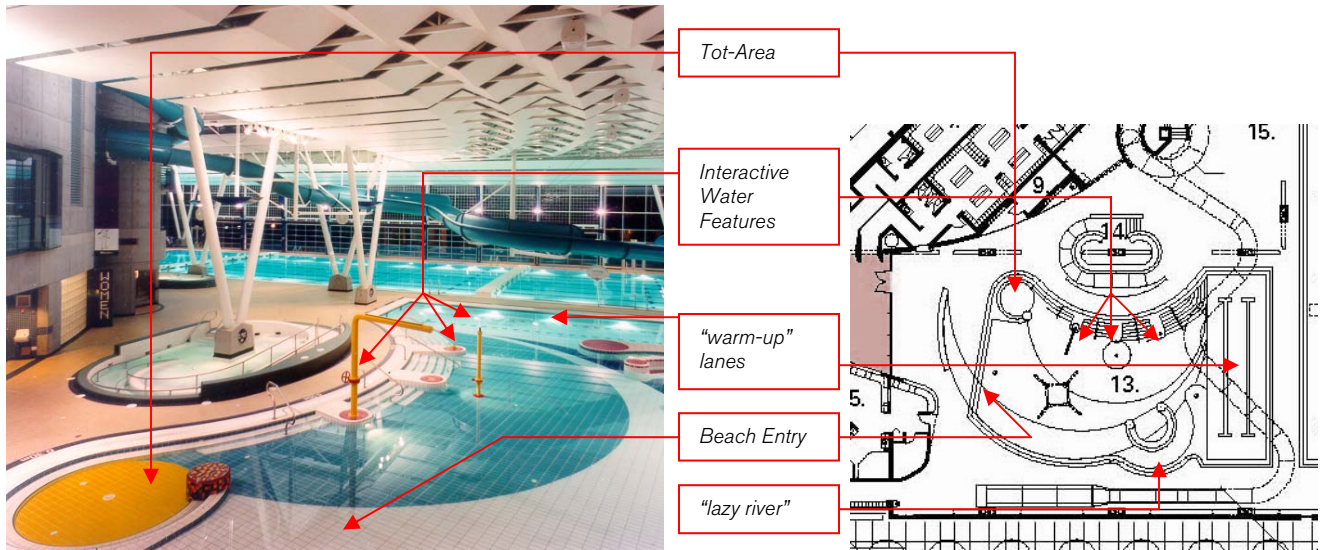 Tot-Area
Interactive
Water
Features
“warm-up”
lanes
Beach Entry
“lazy river”
WOMEN
15.
9.
14.
13.
5.